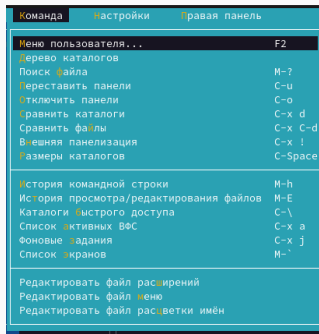 Команда Настройки Правая панель
Меню пользователя... F2
Дерево каталогов
Поиск файла M-?
Переставить панели C-u
Отключить панели C-o
Сравнить каталоги C-x d
Сравнить файлы C-x C-d
Внешняя панелизация C-x !
Размеры каталогов C-Space
История командной строки M-h
История просмотра/редактирования файлов M-E
Каталоги быстрого доступа C-\
Список активных ВФС C-x a
Фоновые задания C-x j
Список экранов M-`
Редактировать файл расширений
Редактировать файл меню
Редактировать файл расцветки имён